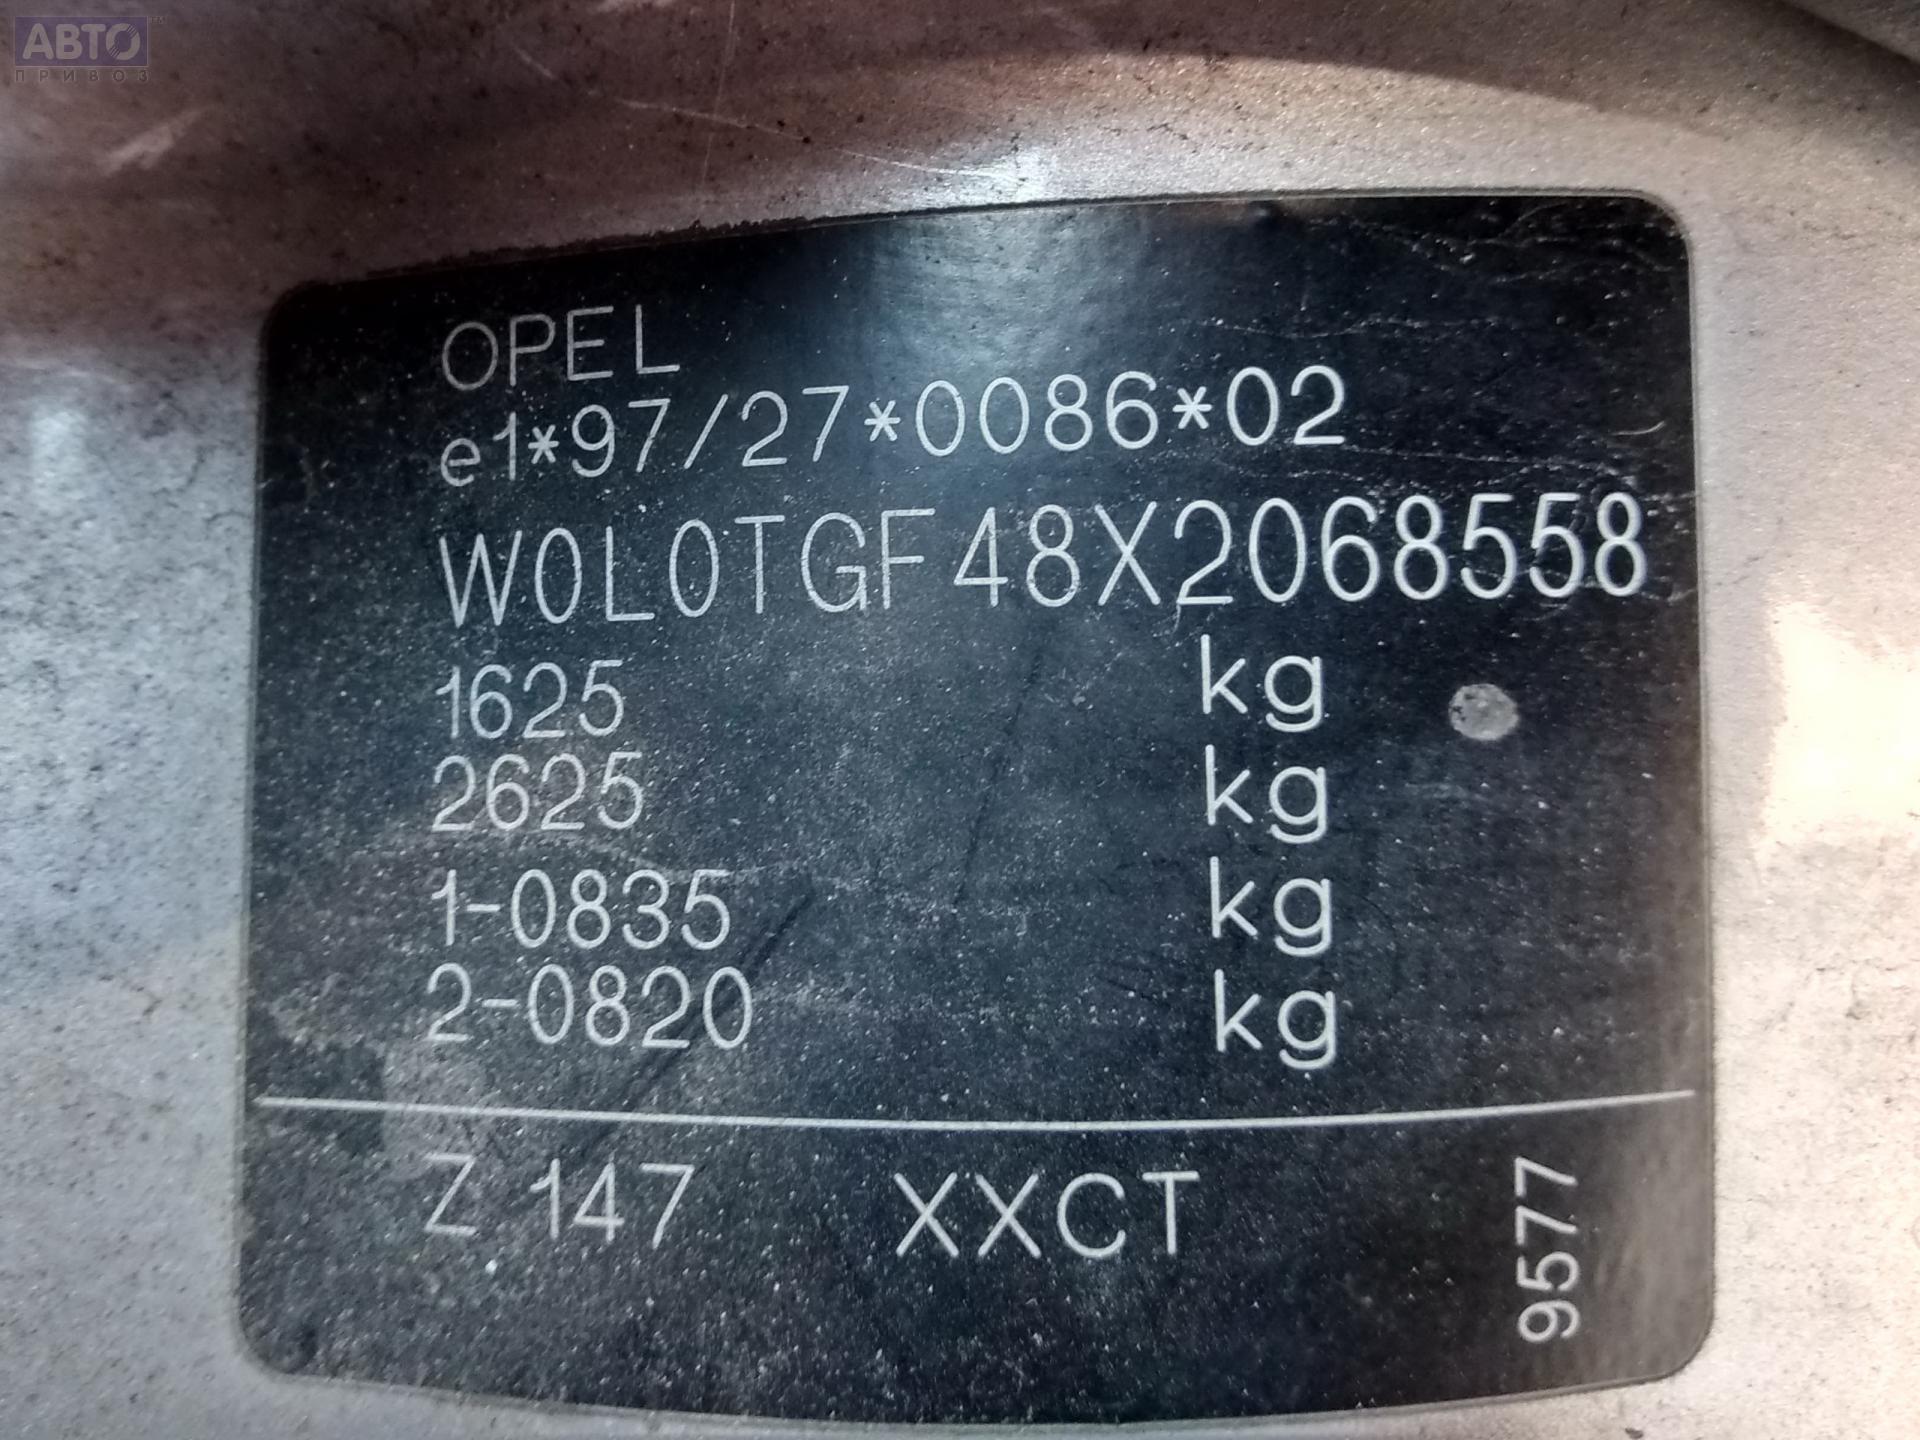 АВТО
ПРИВОЗ
OPEL
e1*97/27*0086*02
W0L0TGF48X2068558
1625 kg
2625 kg
1-0835 kg
2-0820 kg
Z 147 XXCT
9577